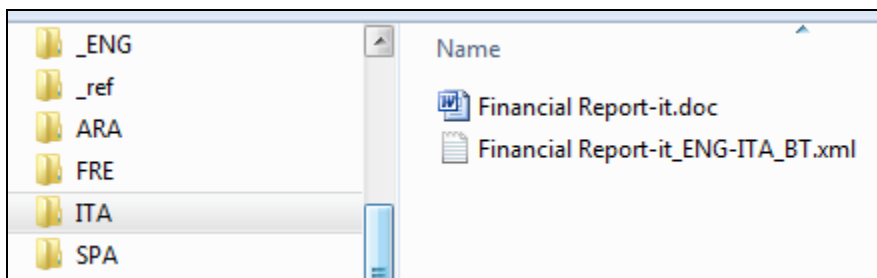 _ENG
_ref
ARA
FRE
ITA
SPA
Name
Financial Report-it.doc
Financial Report-it_ENG-ITA_BT.xml